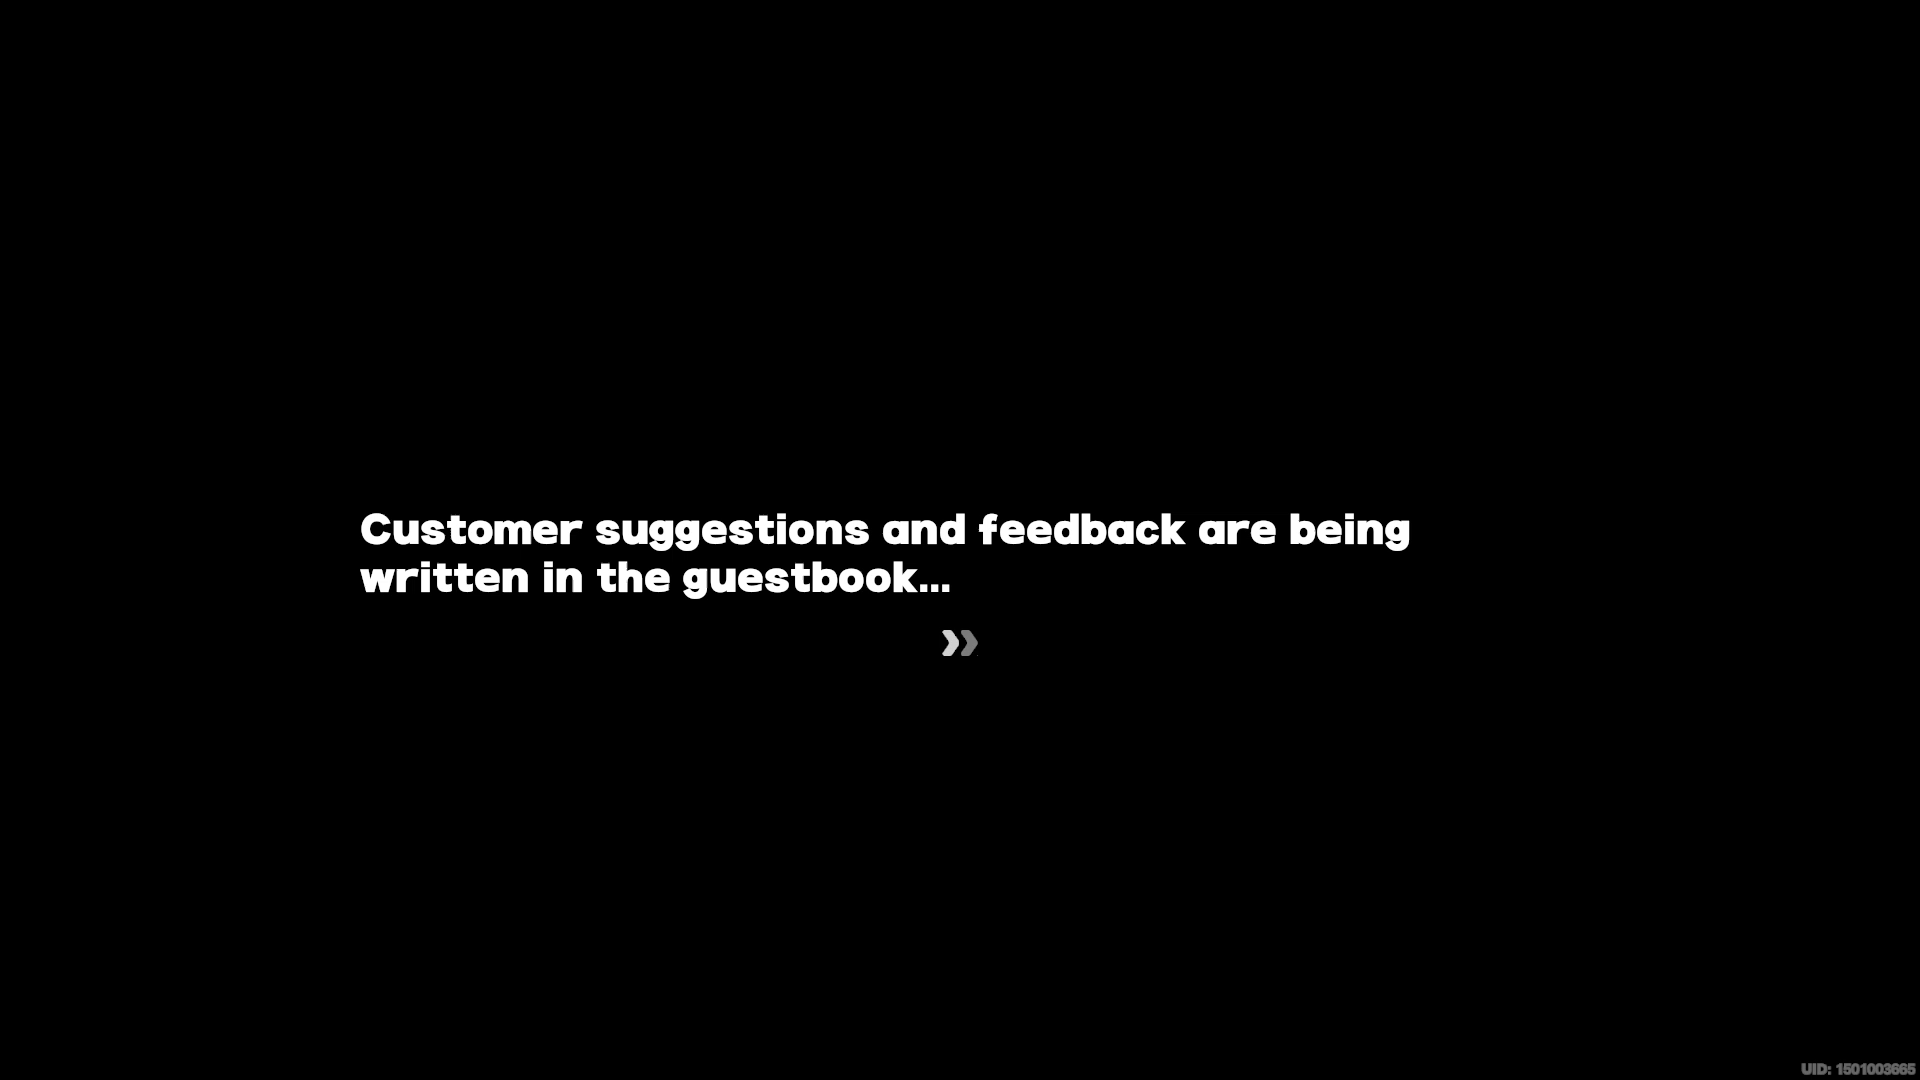 Customer suggestions and feedback are being
written in the guestbook...
UID: 1501003665